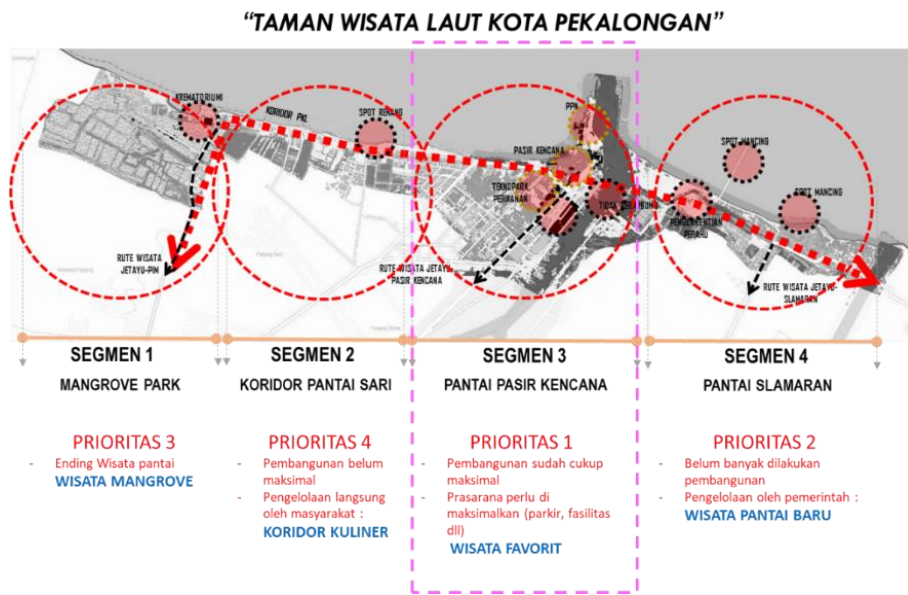 “TAMAN WISATA LAUT KOTA PEKALONGAN”
KREMATORIUMI
KORIDOR PKL
SPOT RENANG
PPN
PASIR KENCANA
TEKNOPARK
PERIKANAN
TIDAK
SPOT MANCING
SPOT MANCING
PEMBERHENTIAN
PERAHU
RUTE WISATA
JETAYU-PIM
RUTE WISATA JETAYU-
PASIR KENCANA
RUTE WISATA JETAYU-
SLAMARAN
SEGMEN 1
MANGROVE PARK
PRIORITAS 3
- Ending Wisata pantai
WISATA MANGROVE
SEGMEN 2
KORIDOR PANTAI SARI
PRIORITAS 4
- Pembangunan belum
maksimal
- Pengelolaan langsung
oleh masyarakat :
KORIDOR KULINER
SEGMEN 3
PANTAI PASIR KENCANA
PRIORITAS 1
- Pembangunan sudah cukup
maksimal
- Prasarana perlu di
maksimalkan (parkir, fasilitas
dll)
WISATA FAVORIT
SEGMEN 4
PANTAI SLAMARAN
PRIORITAS 2
- Belum banyak dilakukan
pembangunan
- Pengelolaan oleh pemerintah :
WISATA PANTAI BARU